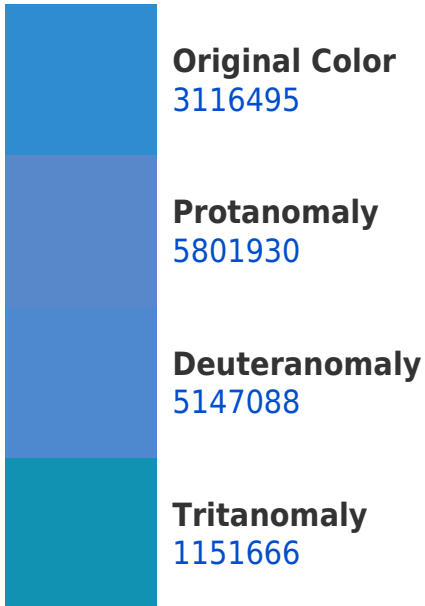 Original Color
3116495
Protanomaly
5801930
Deuteranomaly
5147088
Tritanomaly
1151666